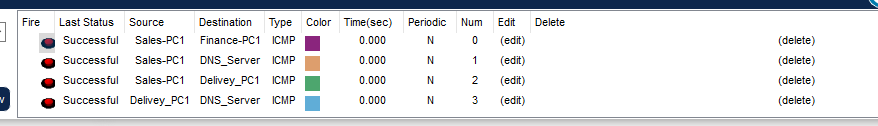 Fire Last Status Source Destination Type Color Time(sec) Periodic Num Edit Delete
Successful Sales-PC1 Finance-PC1 ICMP 0.000 N 0 (edit) (delete)
Successful Sales-PC1 DNS_Server ICMP 0.000 N 1 (edit) (delete)
Successful Sales-PC1 Delivey_PC1 ICMP 0.000 N 2 (edit) (delete)
Successful Delivey_PC1 DNS_Server ICMP 0.000 N 3 (edit) (delete)